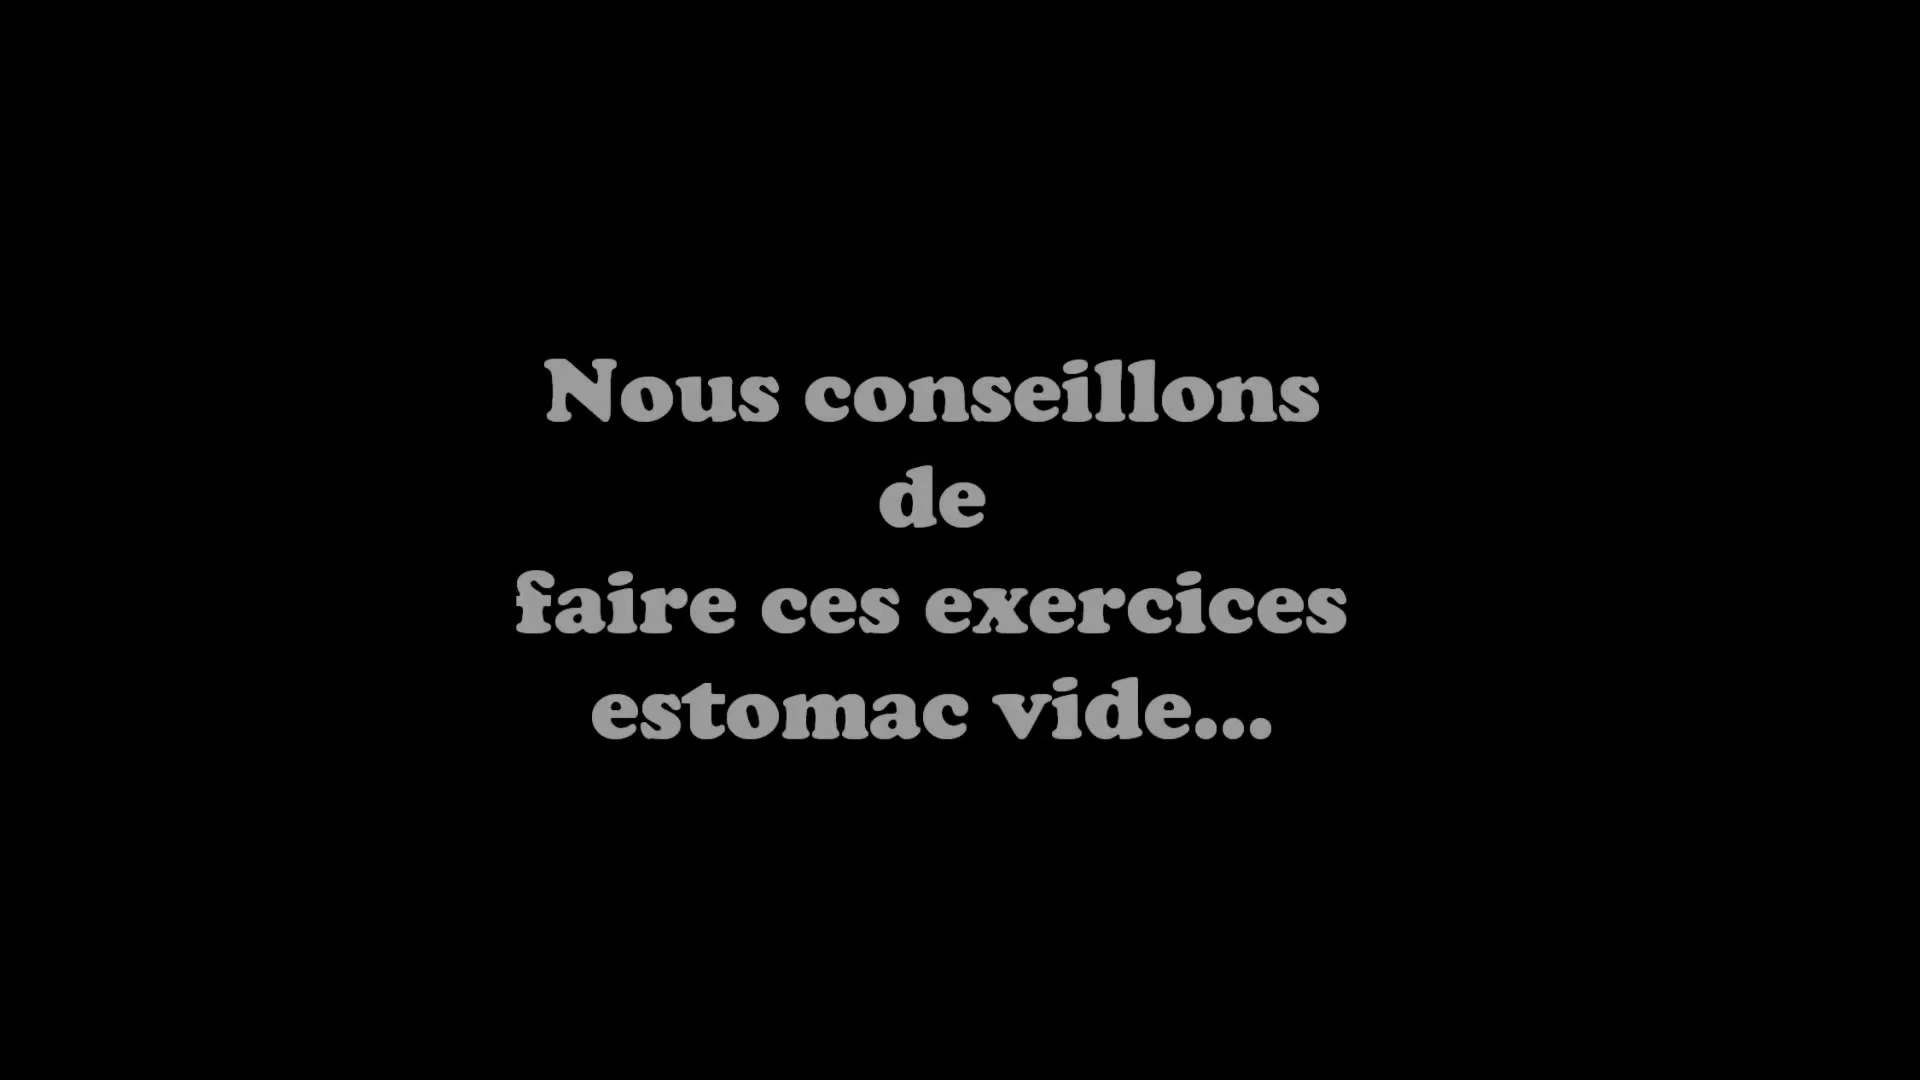 Nous conseillons
de
faire ces exercices
estomac vide...